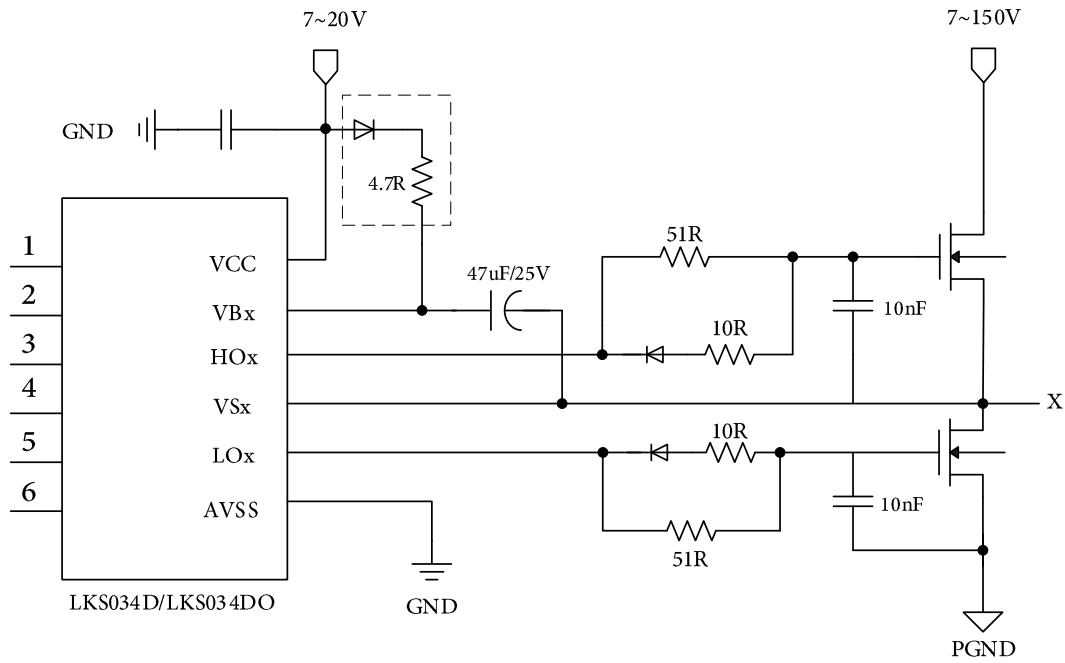 7~20V
7~150V
GND
4.7R
1
2
3
4
5
6
VCC
VBx
HOx
VSx
LOx
AVSS
47uF/25V
51R
10R
10nF
X
10R
51R
10nF
GND
LKS034D/LKS034DO
PGND